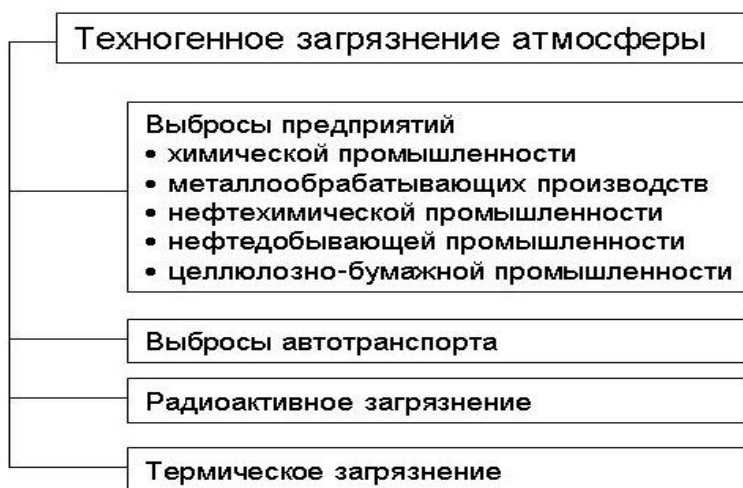 Техногенное загрязнение атмосферы
Выбросы предприятий
• химической промышленности
• металлообрабатывающих производств
• нефтехимической промышленности
• нефтедобывающей промышленности
• целлюлозно-бумажной промышленности
Выбросы автотранспорта
Радиоактивное загрязнение
Термическое загрязнение